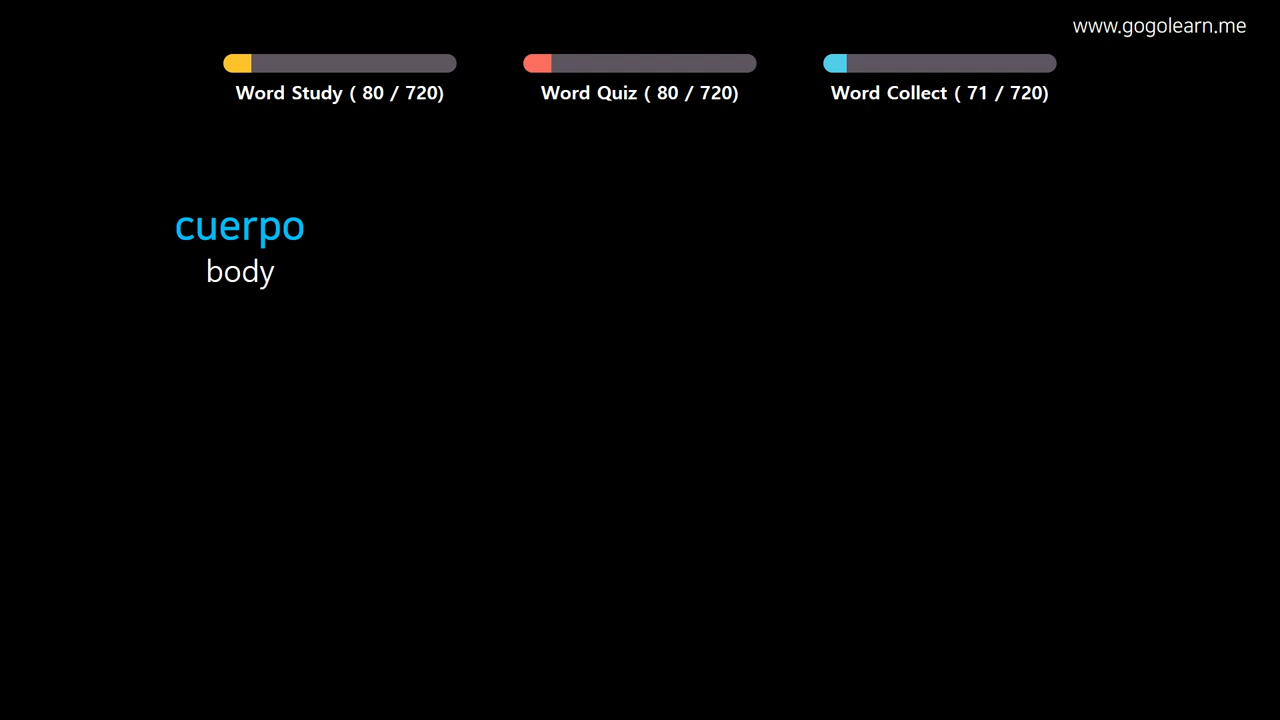 www.gogolearn.me
Word Study ( 80 / 720)
Word Quiz ( 80 / 720)
Word Collect ( 71 / 720)
cuerpo
body